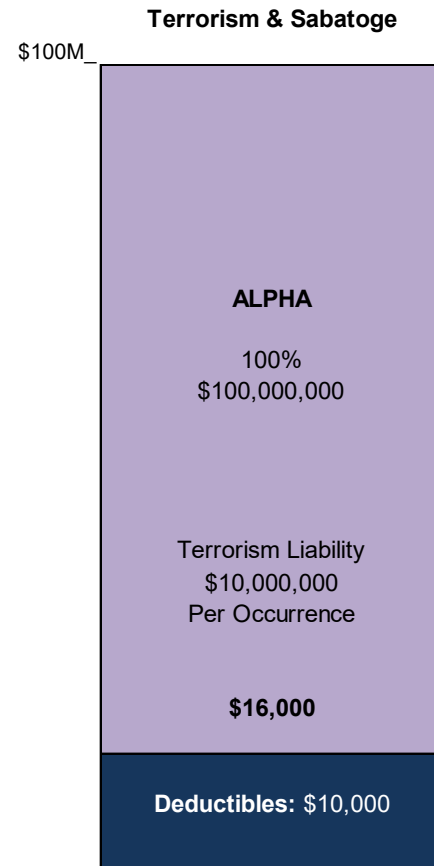 Terrorism & Sabatoge
$100M_
ALPHA
100%
$100,000,000
Terrorism Liability
$10,000,000
Per Occurrence
$16,000
Deductibles: $10,000